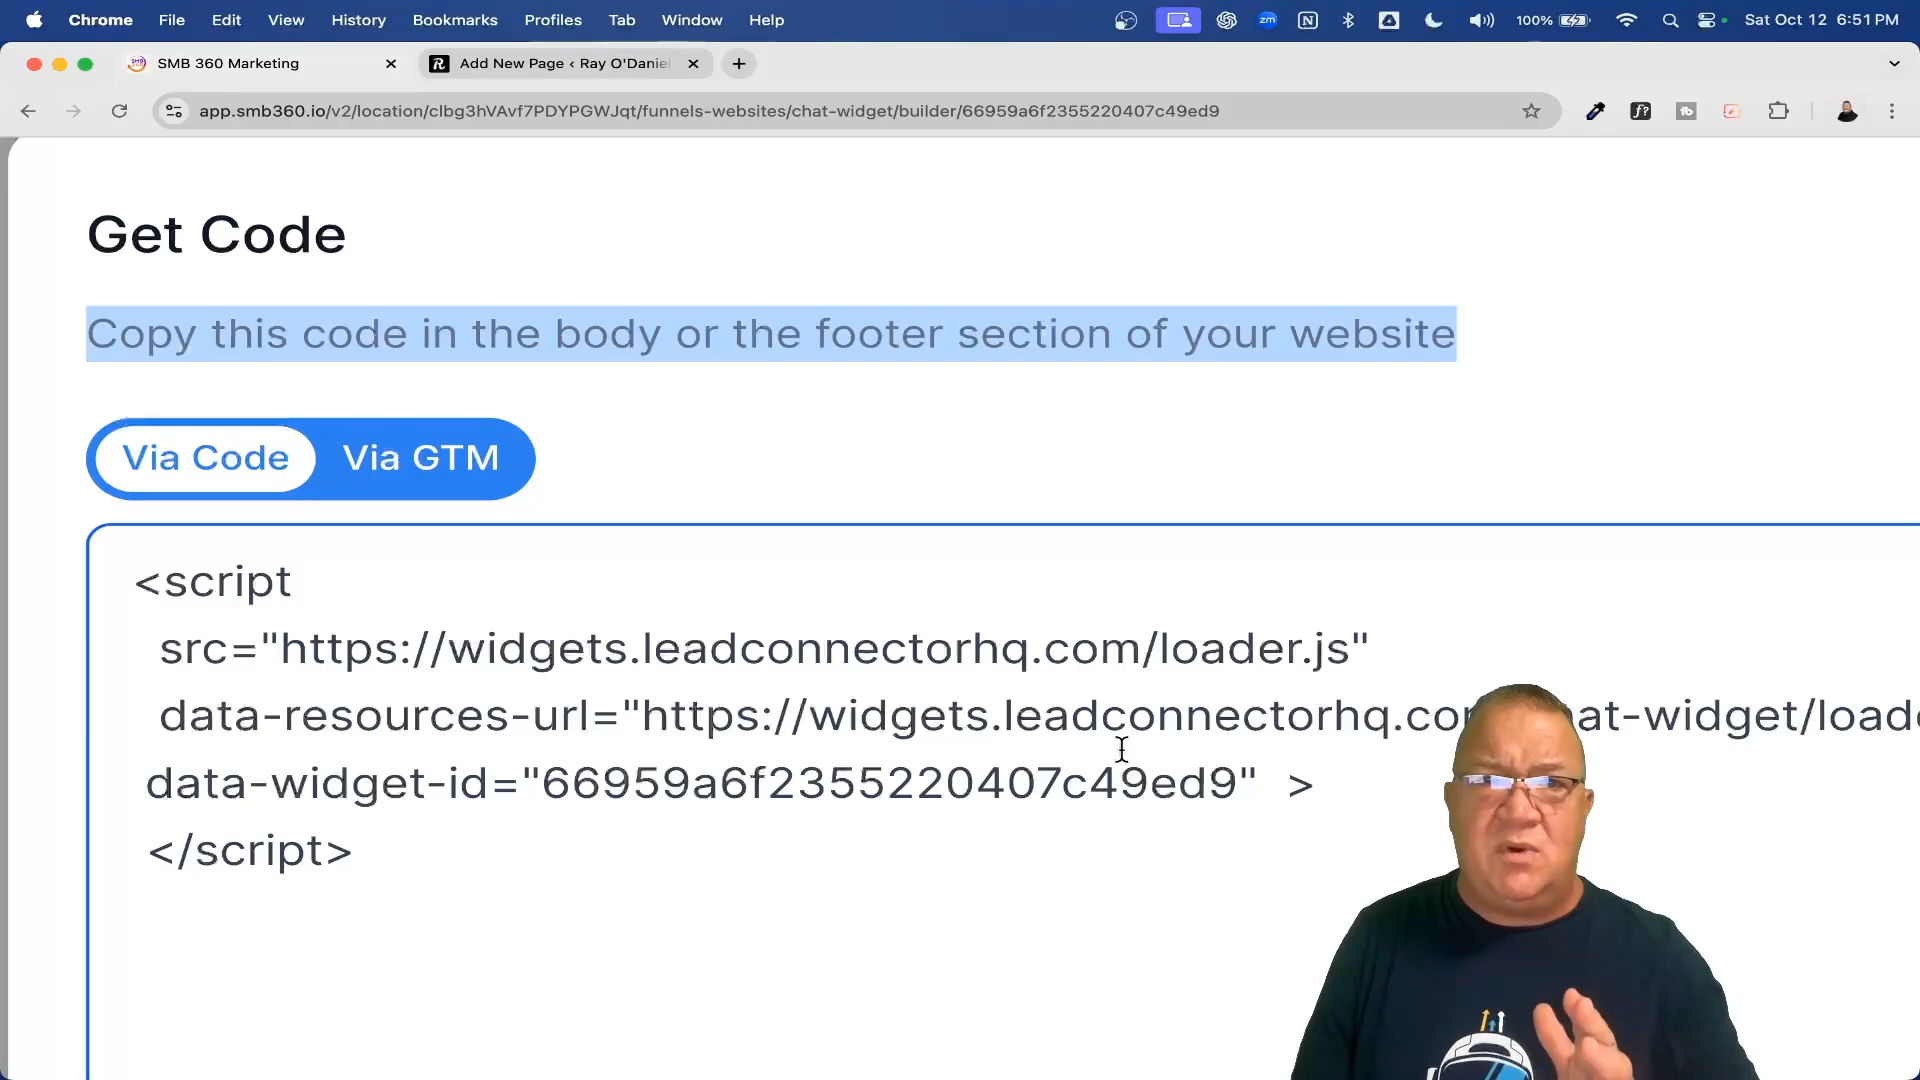 Chrome File Edit View History Bookmarks Profiles Tab Window Help zm N 100% Sat Oct 12 6:51 PM
SMB 360 Marketing Add New Page ‹ Ray O'Daniel
app.smb360.io/v2/location/clbg3hVAvf7PDYPGWJqt/funnels-websites/chat-widget/builder/66959a6f2355220407c49ed9 f? tb
Get Code
Copy this code in the body or the footer section of your website
Via Code Via GTM
<script
src="https://widgets.leadconnectorhq.com/loader.js"
data-resources-url="https://widgets.leadconnectorhq.co at-widget/load
data-widget-id="66959a6f2355220407c49ed9" >
</script>